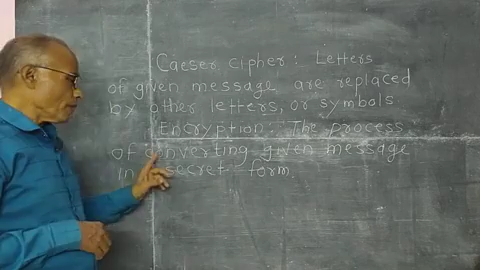 Caeser cipher: Letters
of given message are replaced
by other letters, or symbols
Encryption: The process
of converting given message
in secret form.